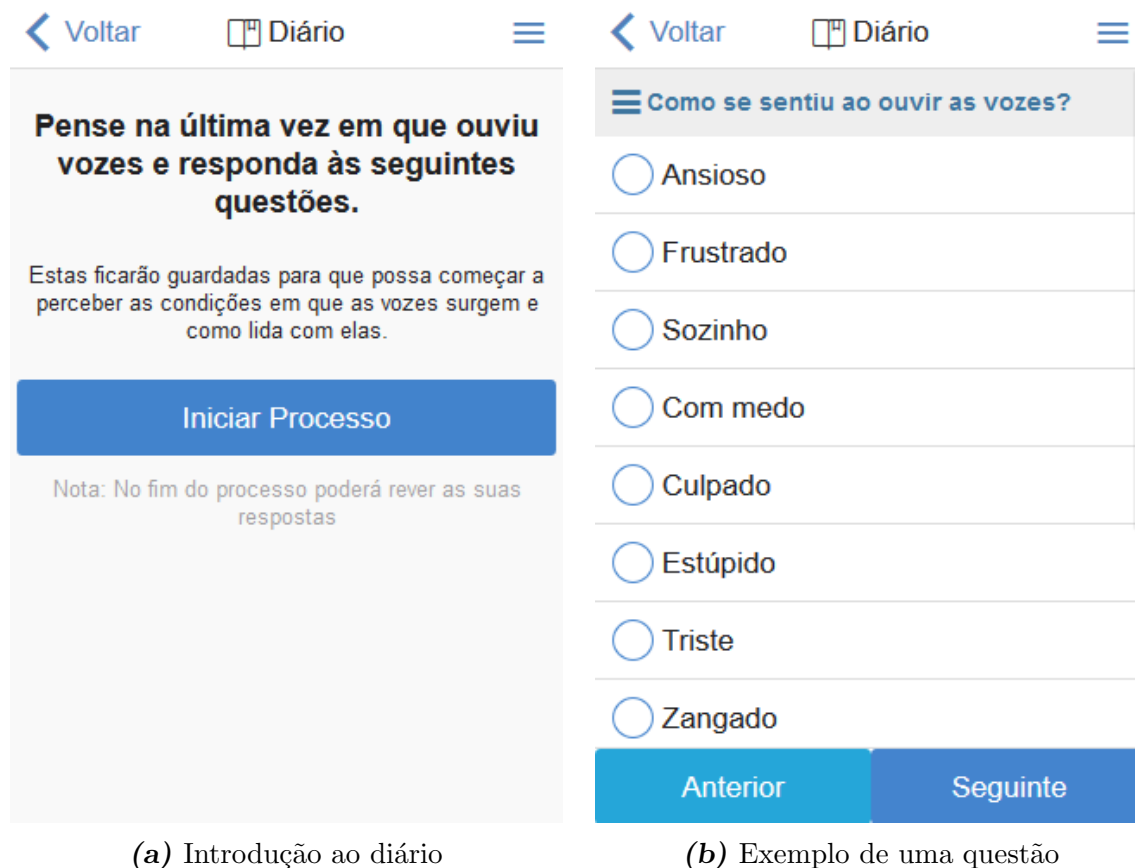 Voltar
Diário
Pense na última vez em que ouviu
vozes e responda às seguintes
questões.
Estas ficarão guardadas para que possa começar a
perceber as condições em que as vozes surgem e
como lida com elas.
Iniciar Processo
Nota: No fim do processo poderá rever as suas
respostas
(a) Introdução ao diário
Voltar
Diário
Como se sentiu ao ouvir as vozes?
Ansioso
Frustrado
Sozinho
Com medo
Culpado
Estúpido
Triste
Zangado
Anterior
Seguinte
(b) Exemplo de uma questão